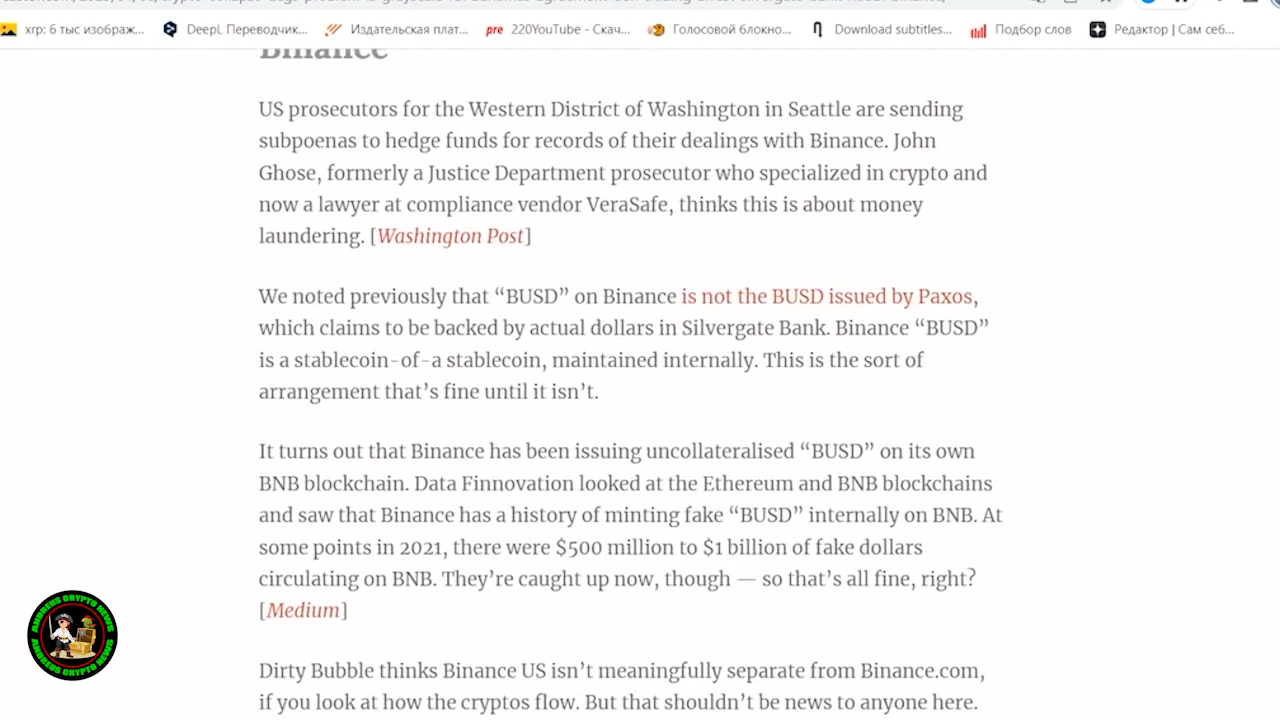 xrp: 6 тыс изображ...
DeepL Переводчик...
Издательская плат...
pre 220YouTube - Скач...
Голосовой блокно...
Download subtitles...
Подбор слов
Редактор | Сам себ...
Binance
US prosecutors for the Western District of Washington in Seattle are sending
subpoenas to hedge funds for records of their dealings with Binance. John
Ghose, formerly a Justice Department prosecutor who specialized in crypto and
now a lawyer at compliance vendor VeraSafe, thinks this is about money
laundering. [Washington Post]
We noted previously that “BUSD” on Binance is not the BUSD issued by Paxos,
which claims to be backed by actual dollars in Silvergate Bank. Binance “BUSD”
is a stablecoin-of-a stablecoin, maintained internally. This is the sort of
arrangement that’s fine until it isn’t.
It turns out that Binance has been issuing uncollateralised “BUSD” on its own
BNB blockchain. Data Finnovation looked at the Ethereum and BNB blockchains
and saw that Binance has a history of minting fake “BUSD” internally on BNB. At
some points in 2021, there were $500 million to $1 billion of fake dollars
circulating on BNB. They’re caught up now, though — so that’s all fine, right?
[Medium]
Dirty Bubble thinks Binance US isn’t meaningfully separate from Binance.com,
if you look at how the cryptos flow. But that shouldn’t be news to anyone here.
ANDREUS CRYPTO NEWS
ANDREUS CRYPTO NEWS